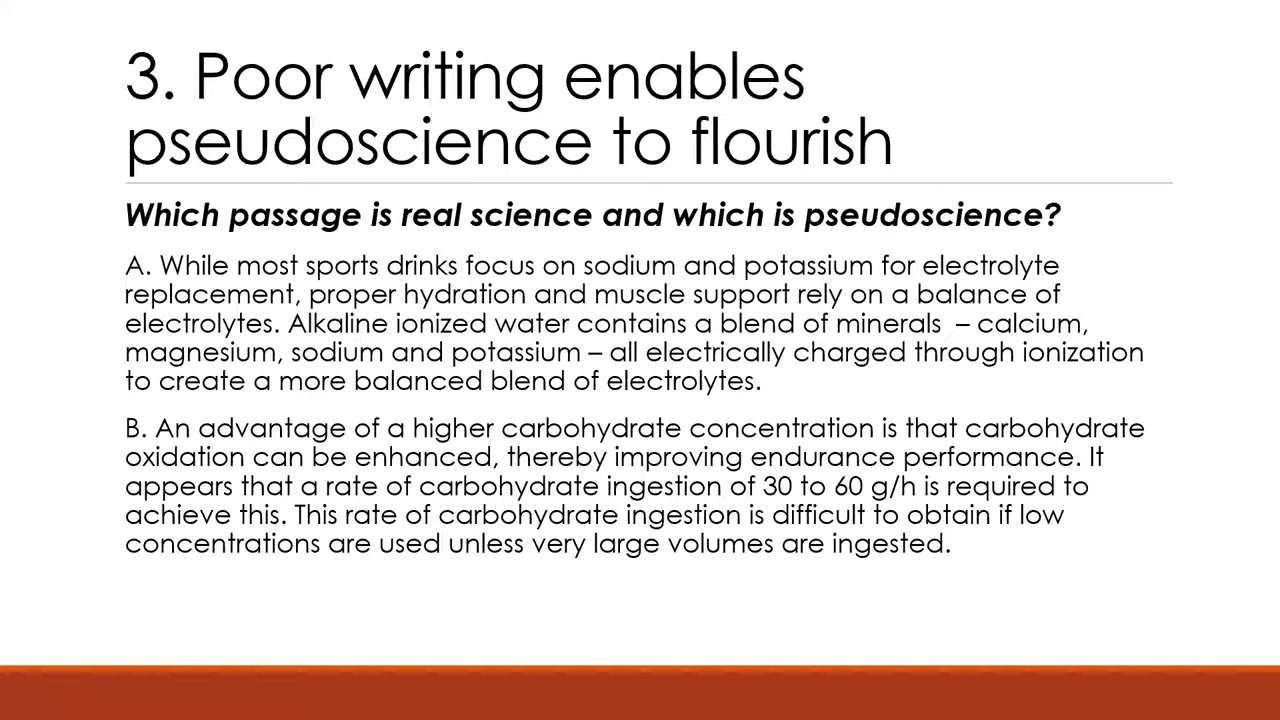 3. Poor writing enables
pseudoscience to flourish
Which passage is real science and which is pseudoscience?
A. While most sports drinks focus on sodium and potassium for electrolyte
replacement, proper hydration and muscle support rely on a balance of
electrolytes. Alkaline ionized water contains a blend of minerals – calcium,
magnesium, sodium and potassium – all electrically charged through ionization
to create a more balanced blend of electrolytes.
B. An advantage of a higher carbohydrate concentration is that carbohydrate
oxidation can be enhanced, thereby improving endurance performance. It
appears that a rate of carbohydrate ingestion of 30 to 60 g/h is required to
achieve this. This rate of carbohydrate ingestion is difficult to obtain if low
concentrations are used unless very large volumes are ingested.